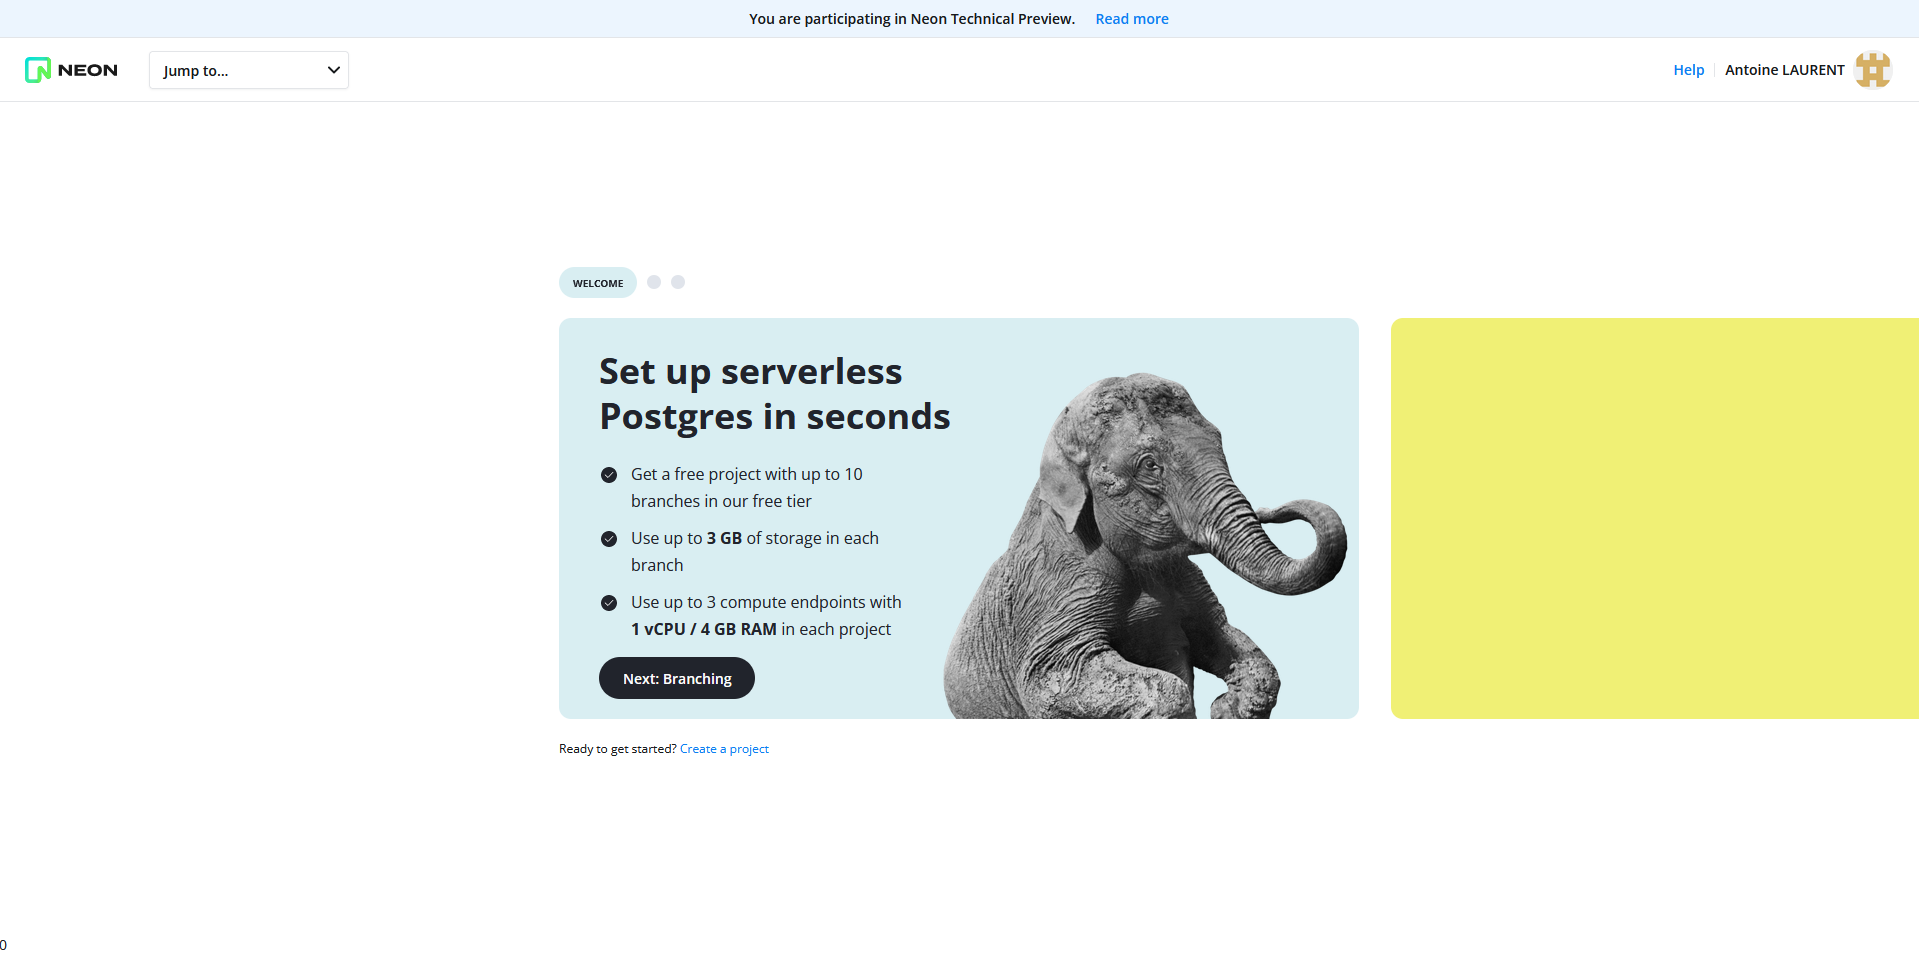 You are participating in Neon Technical Preview. Read more
NEON
Jump to...
Help
Antoine LAURENT
WELCOME
Set up serverless
Postgres in seconds
Get a free project with up to 10
branches in our free tier
Use up to 3 GB of storage in each
branch
Use up to 3 compute endpoints with
1 vCPU / 4 GB RAM in each project
Next: Branching
Ready to get started? Create a project
0